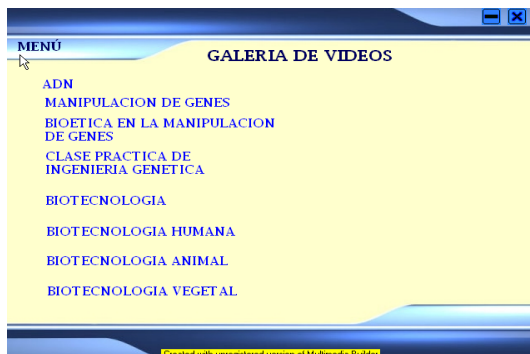 MENÚ
GALERIA DE VIDEOS
ADN
MANIPULACION DE GENES
BIOETICA EN LA MANIPULACION
DE GENES
CLASE PRACTICA DE
INGENIERIA GENETICA
BIOTECNOLOGIA
BIOTECNOLOGIA HUMANA
BIOTECNOLOGIA ANIMAL
BIOTECNOLOGIA VEGETAL
Created with unregistered version of Multimedia Builder